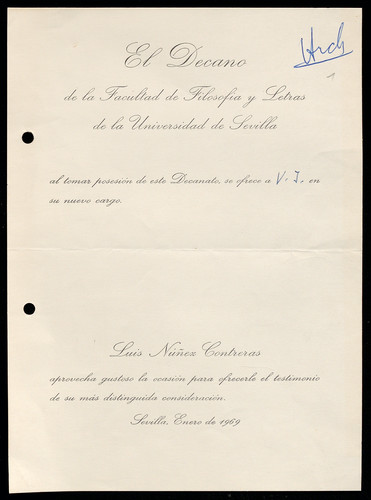 Arch
1
El Decano
de la Facultad de Filosofía y Letras
de la Universidad de Sevilla
al tomar posesión de este Decanato, se ofrece a V. I. en
su nuevo cargo.
Luis Núñez Contreras
aprovecha gustoso la ocasión para ofrecerle el testimonio
de su más distinguida consideración.
Sevilla, Enero de 1969